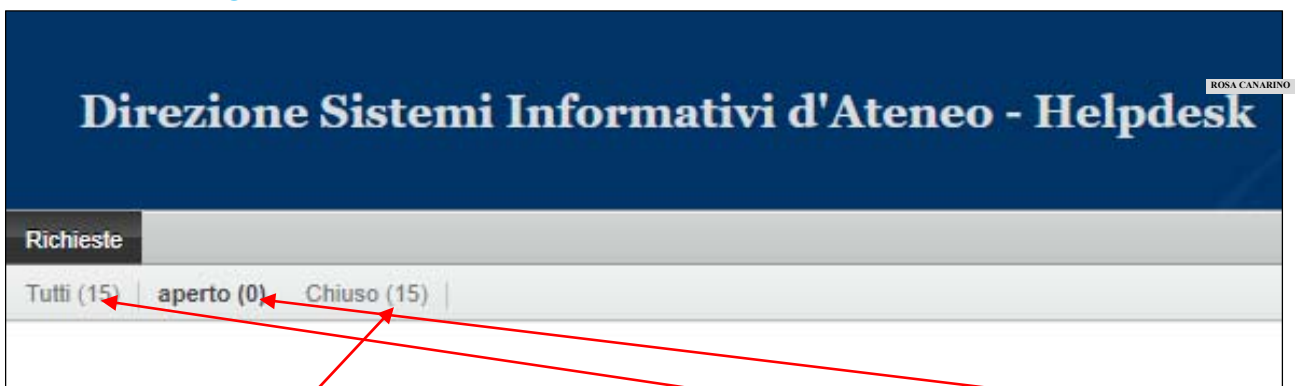 ROSA CANARINO
Direzione Sistemi Informativi d'Ateneo - Helpdesk
Richieste
Tutti (15) aperto (0) Chiuso (15)